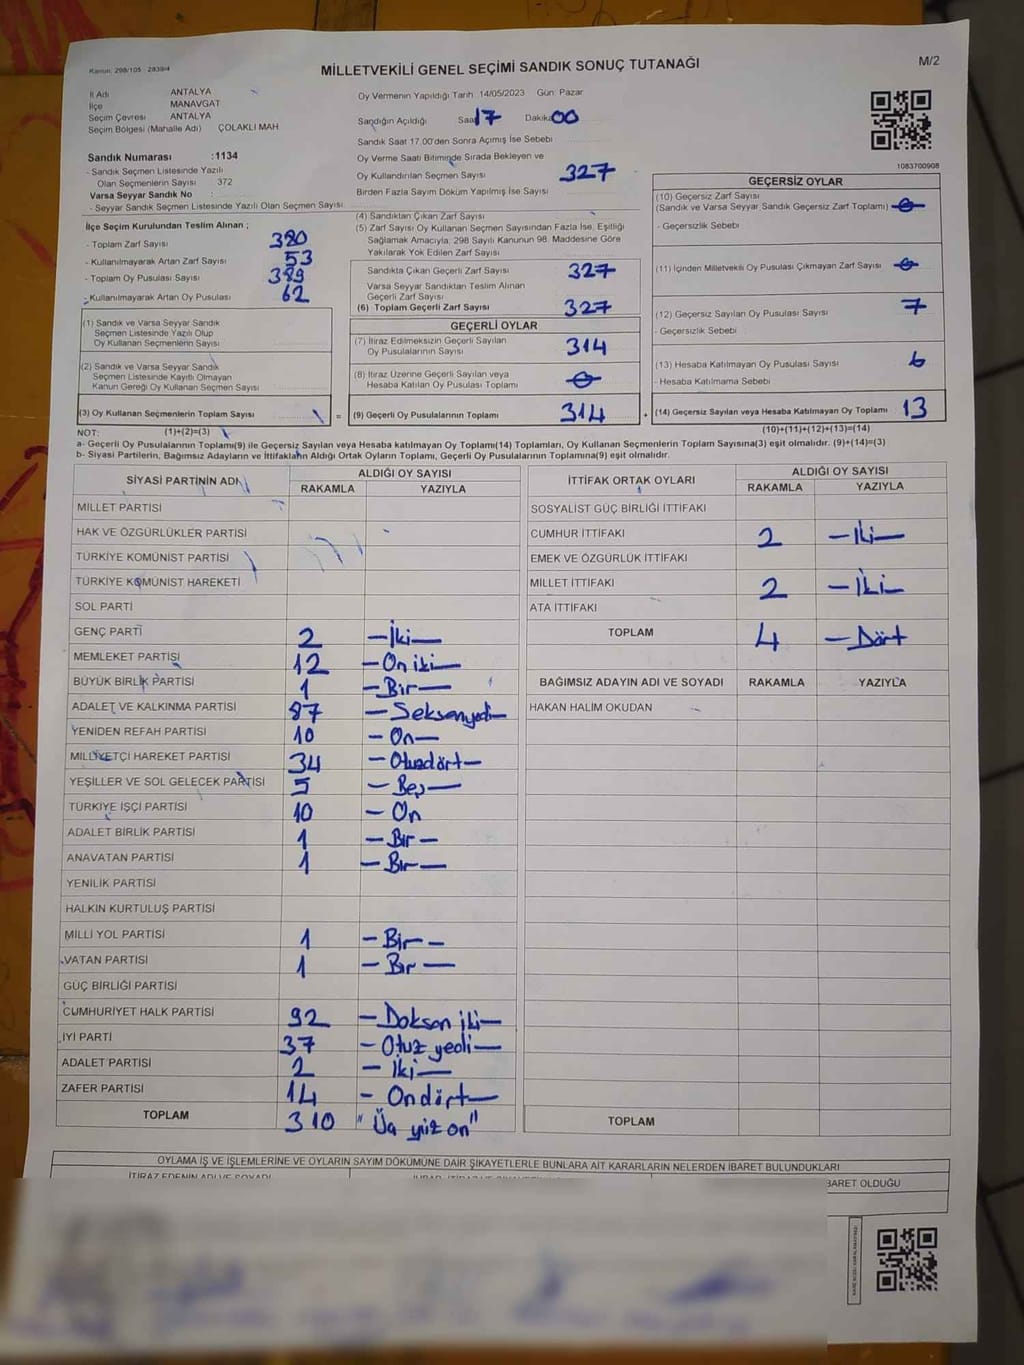 Kanun: 298/105 - 2839/4
MİLLETVEKİLİ GENEL SEÇİMİ SANDIK SONUÇ TUTANAĞI
M/2
İl Adı ANTALYA
İlçe MANAVGAT
Seçim Çevresi ANTALYA
Seçim Bölgesi (Mahalle Adı) ÇOLAKLI MAH
Sandık Numarası :1134
- Sandık Seçmen Listesinde Yazılı
Olan Seçmenlerin Sayısı 372
Varsa Seyyar Sandık No :
- Seyyar Sandık Seçmen Listesinde Yazılı Olan Seçmen Sayısı:
Oy Vermenin Yapıldığı Tarih: 14/05/2023 Gün: Pazar
Sandığın Açıldığı Saat 17 Dakika 00
Sandık Saat 17.00'den Sonra Açılmış İse Sebebi
Oy Verme Saati Bitiminde Sırada Bekleyen ve
Oy Kullandırılan Seçmen Sayısı 327
Birden Fazla Sayım Döküm Yapılmış İse Sayısı
1083700908
İlçe Seçim Kurulundan Teslim Alınan ;
- Toplam Zarf Sayısı 380
- Kullanılmayarak Artan Zarf Sayısı 53
- Toplam Oy Pusulası Sayısı 389
- Kullanılmayarak Artan Oy Pusulası 62
(1) Sandık ve Varsa Seyyar Sandık
Seçmen Listesinde Yazılı Olup
Oy Kullanan Seçmenlerin Sayısı
(2) Sandık ve Varsa Seyyar Sandık
Seçmen Listesinde Kayıtlı Olmayan
Kanun Gereği Oy Kullanan Seçmen Sayısı
(3) Oy Kullanan Seçmenlerin Toplam Sayısı =
(4) Sandıktan Çıkan Zarf Sayısı
(5) Zarf Sayısı Oy Kullanan Seçmen Sayısından Fazla İse, Eşitliği
Sağlamak Amacıyla, 298 Sayılı Kanunun 98. Maddesine Göre
Yakılarak Yok Edilen Zarf Sayısı
Sandıkta Çıkan Geçerli Zarf Sayısı 327
Varsa Seyyar Sandıktan Teslim Alınan
Geçerli Zarf Sayısı
(6) Toplam Geçerli Zarf Sayısı 327
GEÇERLİ OYLAR
(7) İtiraz Edilmeksizin Geçerli Sayılan
Oy Pusulalarının Sayısı 314
(8) İtiraz Üzerine Geçerli Sayılan veya
Hesaba Katılan Oy Pusulası Toplamı 0
(9) Geçerli Oy Pusulalarının Toplamı 314 +
GEÇERSİZ OYLAR
(10) Geçersiz Zarf Sayısı
(Sandık ve Varsa Seyyar Sandık Geçersiz Zarf Toplamı) 0
- Geçersizlik Sebebi
(11) İçinden Milletvekili Oy Pusulası Çıkmayan Zarf Sayısı 0
(12) Geçersiz Sayılan Oy Pusulası Sayısı 7
- Geçersizlik Sebebi
(13) Hesaba Katılmayan Oy Pusulası Sayısı 6
- Hesaba Katılmama Sebebi
(14) Geçersiz Sayılan veya Hesaba Katılmayan Oy Toplamı 13
NOT: (1)+(2)=(3)
(10)+(11)+(12)+(13)=(14)
a- Geçerli Oy Pusulalarının Toplamı(9) ile Geçersiz Sayılan veya Hesaba katılmayan Oy Toplamı(14) Toplamları, Oy Kullanan Seçmenlerin Toplam Sayısına(3) eşit olmalıdır. (9)+(14)=(3)
b- Siyasi Partilerin, Bağımsız Adayların ve İttifakların Aldığı Ortak Oyların Toplamı, Geçerli Oy Pusulalarının Toplamına(9) eşit olmalıdır.
SİYASİ PARTİNİN ADI ALDIĞI OY SAYISI
RAKAMLA YAZIYLA
MİLLET PARTİSİ
HAK VE ÖZGÜRLÜKLER PARTİSİ
TÜRKİYE KOMÜNİST PARTİSİ
TÜRKİYE KOMÜNİST HAREKETİ
SOL PARTİ
GENÇ PARTİ 2 -İki-
MEMLEKET PARTİSİ 12 -On iki-
BÜYÜK BİRLİK PARTİSİ 1 -Bir-
ADALET VE KALKINMA PARTİSİ 87 -Seksenyedi-
YENİDEN REFAH PARTİSİ 10 -On-
MİLLİYETÇİ HAREKET PARTİSİ 34 -Otuzdört-
YEŞİLLER VE SOL GELECEK PARTİSİ 5 -Beş-
TÜRKİYE İŞÇİ PARTİSİ 10 -On
ADALET BİRLİK PARTİSİ 1 -Bir-
ANAVATAN PARTİSİ 1 -Bir-
YENİLİK PARTİSİ
HALKIN KURTULUŞ PARTİSİ
MİLLİ YOL PARTİSİ 1 -Bir-
VATAN PARTİSİ 1 -Bir-
GÜÇ BİRLİĞİ PARTİSİ
CUMHURİYET HALK PARTİSİ 92 -Doksan iki-
İYİ PARTİ 37 -Otuz yedi-
ADALET PARTİSİ 2 -İki-
ZAFER PARTİSİ 14 -Ondört-
TOPLAM 310 "Üç yüz on"
İTTİFAK ORTAK OYLARI ALDIĞI OY SAYISI
RAKAMLA YAZIYLA
SOSYALİST GÜÇ BİRLİĞİ İTTİFAKI
CUMHUR İTTİFAKI 2 -İki-
EMEK VE ÖZGÜRLÜK İTTİFAKI
MİLLET İTTİFAKI 2 -İki-
ATA İTTİFAKI
TOPLAM 4 -Dört
BAĞIMSIZ ADAYIN ADI VE SOYADI RAKAMLA YAZIYLA
HAKAN HALİM OKUDAN
TOPLAM
OYLAMA İŞ VE İŞLEMLERİNE VE OYLARIN SAYIM DÖKÜMÜNE DAİR ŞİKAYETLERLE BUNLARA AİT KARARLARIN NELERDEN İBARET BULUNDUKLARI
İTİRAZ EDENİN ADI VE SOYADI
BARET OLDUĞU